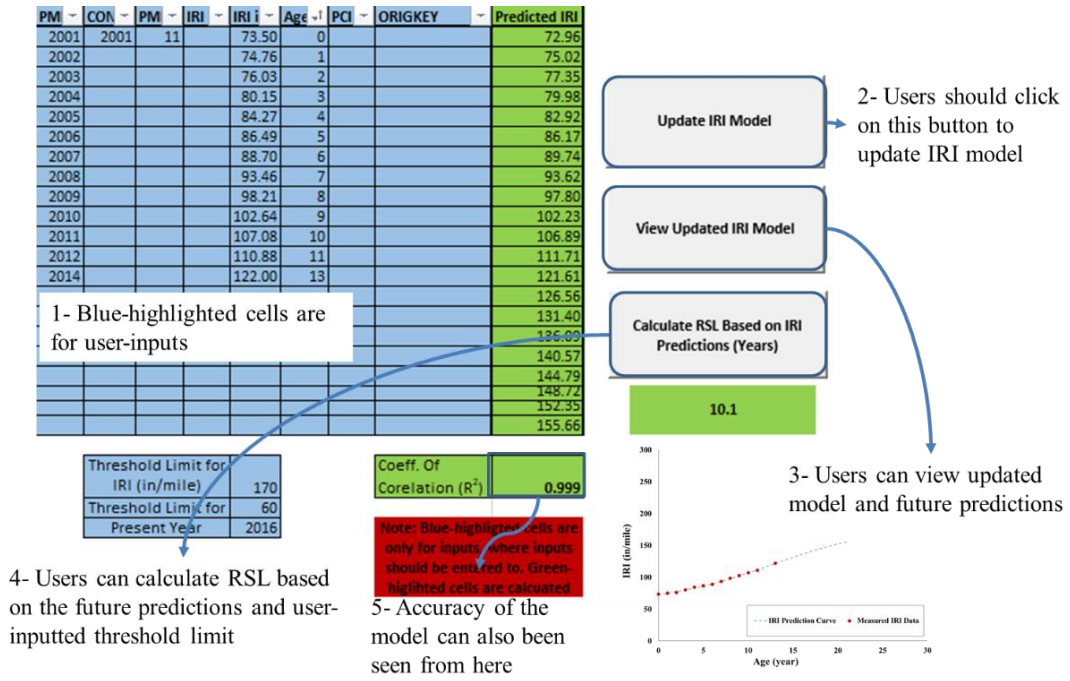 PM CON PM IRI IRI i Age PCI ORIGKEY Predicted IRI
2001 2001 11 73.50 0 72.96
2002 74.76 1 75.02
2003 76.03 2 77.35
2004 80.15 3 79.98
2005 84.27 4 82.92
2006 86.49 5 86.17
2007 88.70 6 89.74
2008 93.46 7 93.62
2009 98.21 8 97.80
2010 102.64 9 102.23
2011 107.08 10 106.89
2012 110.88 11 111.71
2014 122.00 13 121.61
126.56
131.40
136.09
140.57
144.79
148.72
152.35
155.66
1- Blue-highlighted cells are
for user-inputs
Update IRI Model
2- Users should click
on this button to
update IRI model
View Updated IRI Model
Calculate RSL Based on IRI
Predictions (Years)
10.1
3- Users can view updated
model and future predictions
Threshold Limit for
IRI (in/mile) 170
Threshold Limit for 60
Present Year 2016
Coeff. Of
Corelation (R²) 0.999
Note: Blue-highligted cells are
only for inputs, where inputs
should be entered to. Green-
higlihted cells are calcuated
4- Users can calculate RSL based
on the future predictions and user-
inputted threshold limit
5- Accuracy of the
model can also been
seen from here
IRI (in/mile)
300
250
200
150
100
50
0
IRI Prediction Curve Measured IRI Data
0 5 10 15 20 25 30
Age (year)